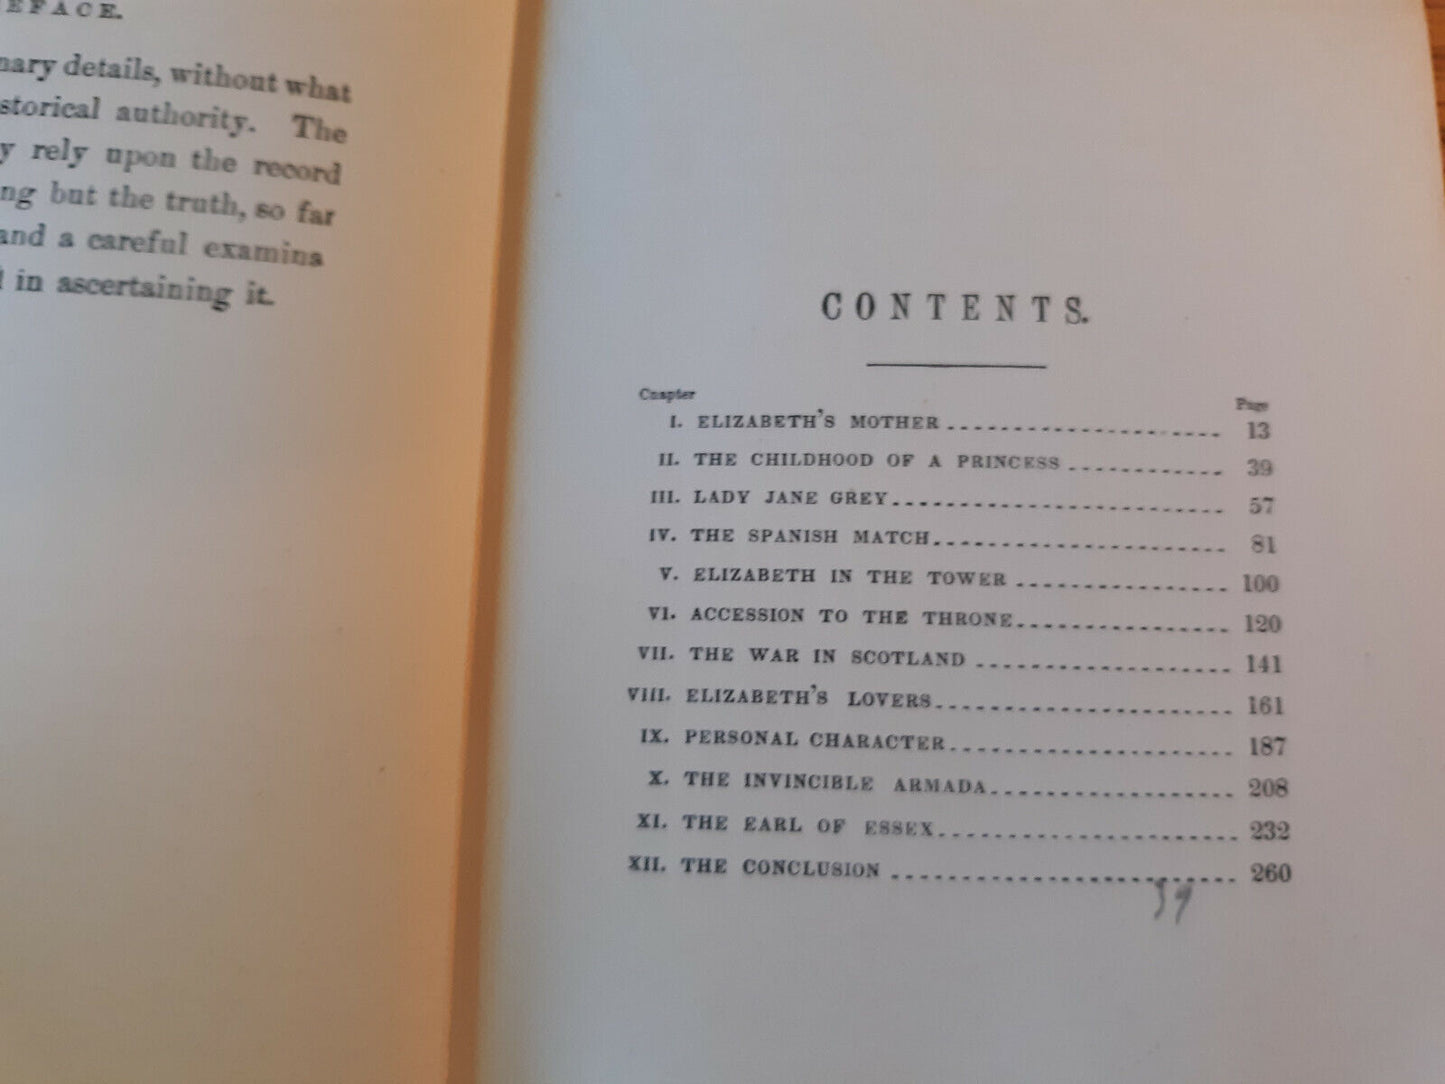 EFACE.
nary details, without what
storical authority. The
y rely upon the record
ng but the truth, so far
and a careful examina
in ascertaining it.
CONTENTS.
Chapter Page
I. ELIZABETH'S MOTHER 13
II. THE CHILDHOOD OF A PRINCESS 39
III. LADY JANE GREY 57
IV. THE SPANISH MATCH 81
V. ELIZABETH IN THE TOWER 100
VI. ACCESSION TO THE THRONE 120
VII. THE WAR IN SCOTLAND 141
VIII. ELIZABETH'S LOVERS 161
IX. PERSONAL CHARACTER 187
X. THE INVINCIBLE ARMADA 208
XI. THE EARL OF ESSEX 232
XII. THE CONCLUSION 260